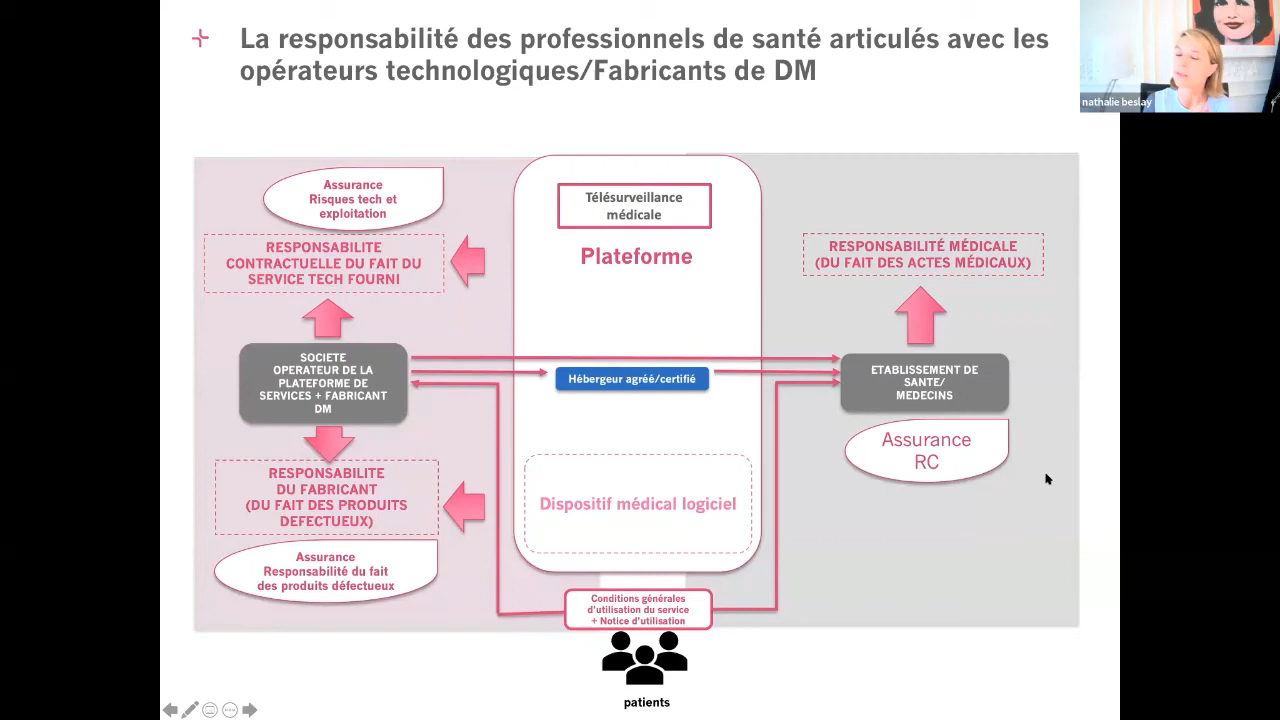 La responsabilité des professionnels de santé articulés avec les
opérateurs technologiques/Fabricants de DM
nathalie beslay
Assurance
Risques tech et
exploitation
RESPONSABILITE
CONTRACTUELLE DU FAIT DU
SERVICE TECH FOURNI
SOCIETE
OPERATEUR DE LA
PLATEFORME DE
SERVICES + FABRICANT
DM
RESPONSABILITE
DU FABRICANT
(DU FAIT DES PRODUITS
DEFECTUEUX)
Assurance
Responsabilité du fait
des produits défectueux
Télésurveillance
médicale
Plateforme
Hébergeur agréé/certifié
Dispositif médical logiciel
Conditions générales
d'utilisation du service
+ Notice d'utilisation
patients
RESPONSABILITÉ MÉDICALE
(DU FAIT DES ACTES MÉDICAUX)
ETABLISSEMENT DE
SANTE/
MEDECINS
Assurance
RC